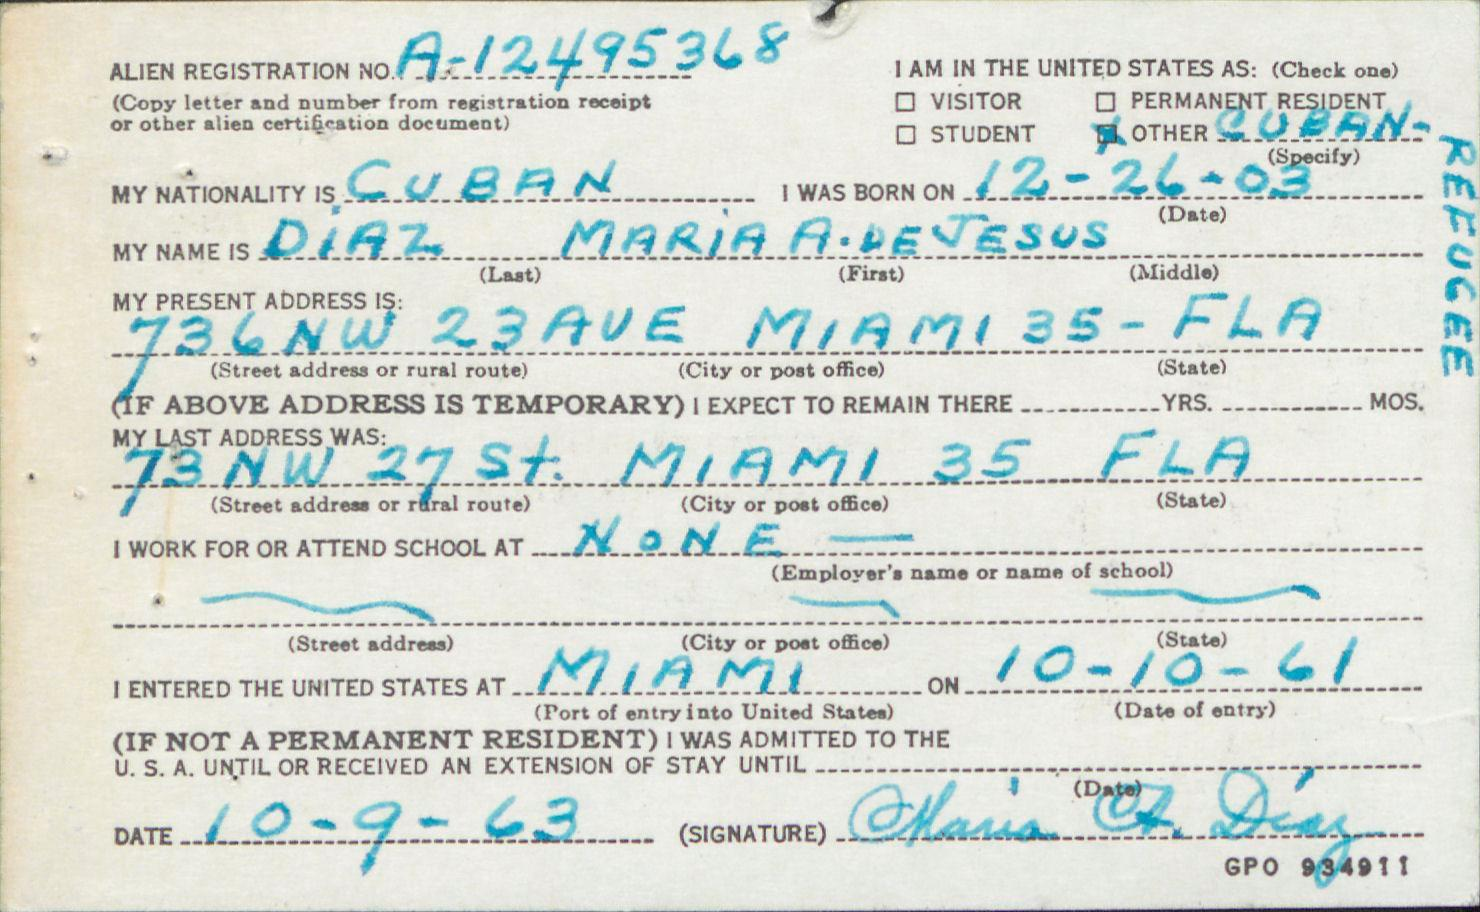 ALIEN REGISTRATION NO. A-12495368
(Copy letter and number from registration receipt
or other alien certification document)
I AM IN THE UNITED STATES AS: (Check one)
☐ VISITOR ☐ PERMANENT RESIDENT
☐ STUDENT ☒ OTHER CUBAN-
REFUGEE
(Specify)
MY NATIONALITY IS CUBAN I WAS BORN ON 12-26-03
(Date)
MY NAME IS DiAZ MARiA A. DE JESUS
(Last) (First) (Middle)
MY PRESENT ADDRESS IS:
736 NW 23 AVE MIAMI 35 - FLA
(Street address or rural route) (City or post office) (State)
(IF ABOVE ADDRESS IS TEMPORARY) I EXPECT TO REMAIN THERE YRS. MOS.
MY LAST ADDRESS WAS:
73 NW 27 St. MIAMI 35 FLA
(Street address or rural route) (City or post office) (State)
I WORK FOR OR ATTEND SCHOOL AT NONE —
(Employer's name or name of school)
(Street address) (City or post office) (State)
I ENTERED THE UNITED STATES AT MIAMI ON 10-10-61
(Port of entry into United States) (Date of entry)
(IF NOT A PERMANENT RESIDENT) I WAS ADMITTED TO THE
U. S. A. UNTIL OR RECEIVED AN EXTENSION OF STAY UNTIL
(Date)
DATE 10-9-63 (SIGNATURE) Maria A. Díaz
GPO 934911